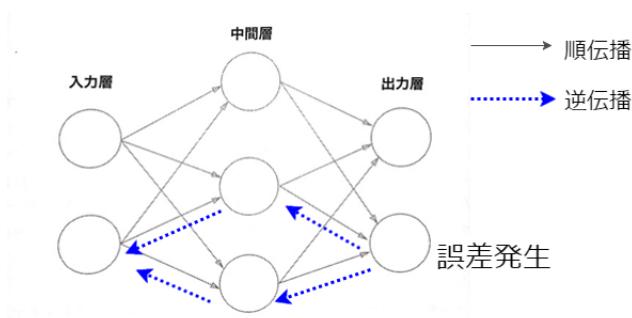 中間層
入力層
出力層
順伝播
逆伝播
誤差発生